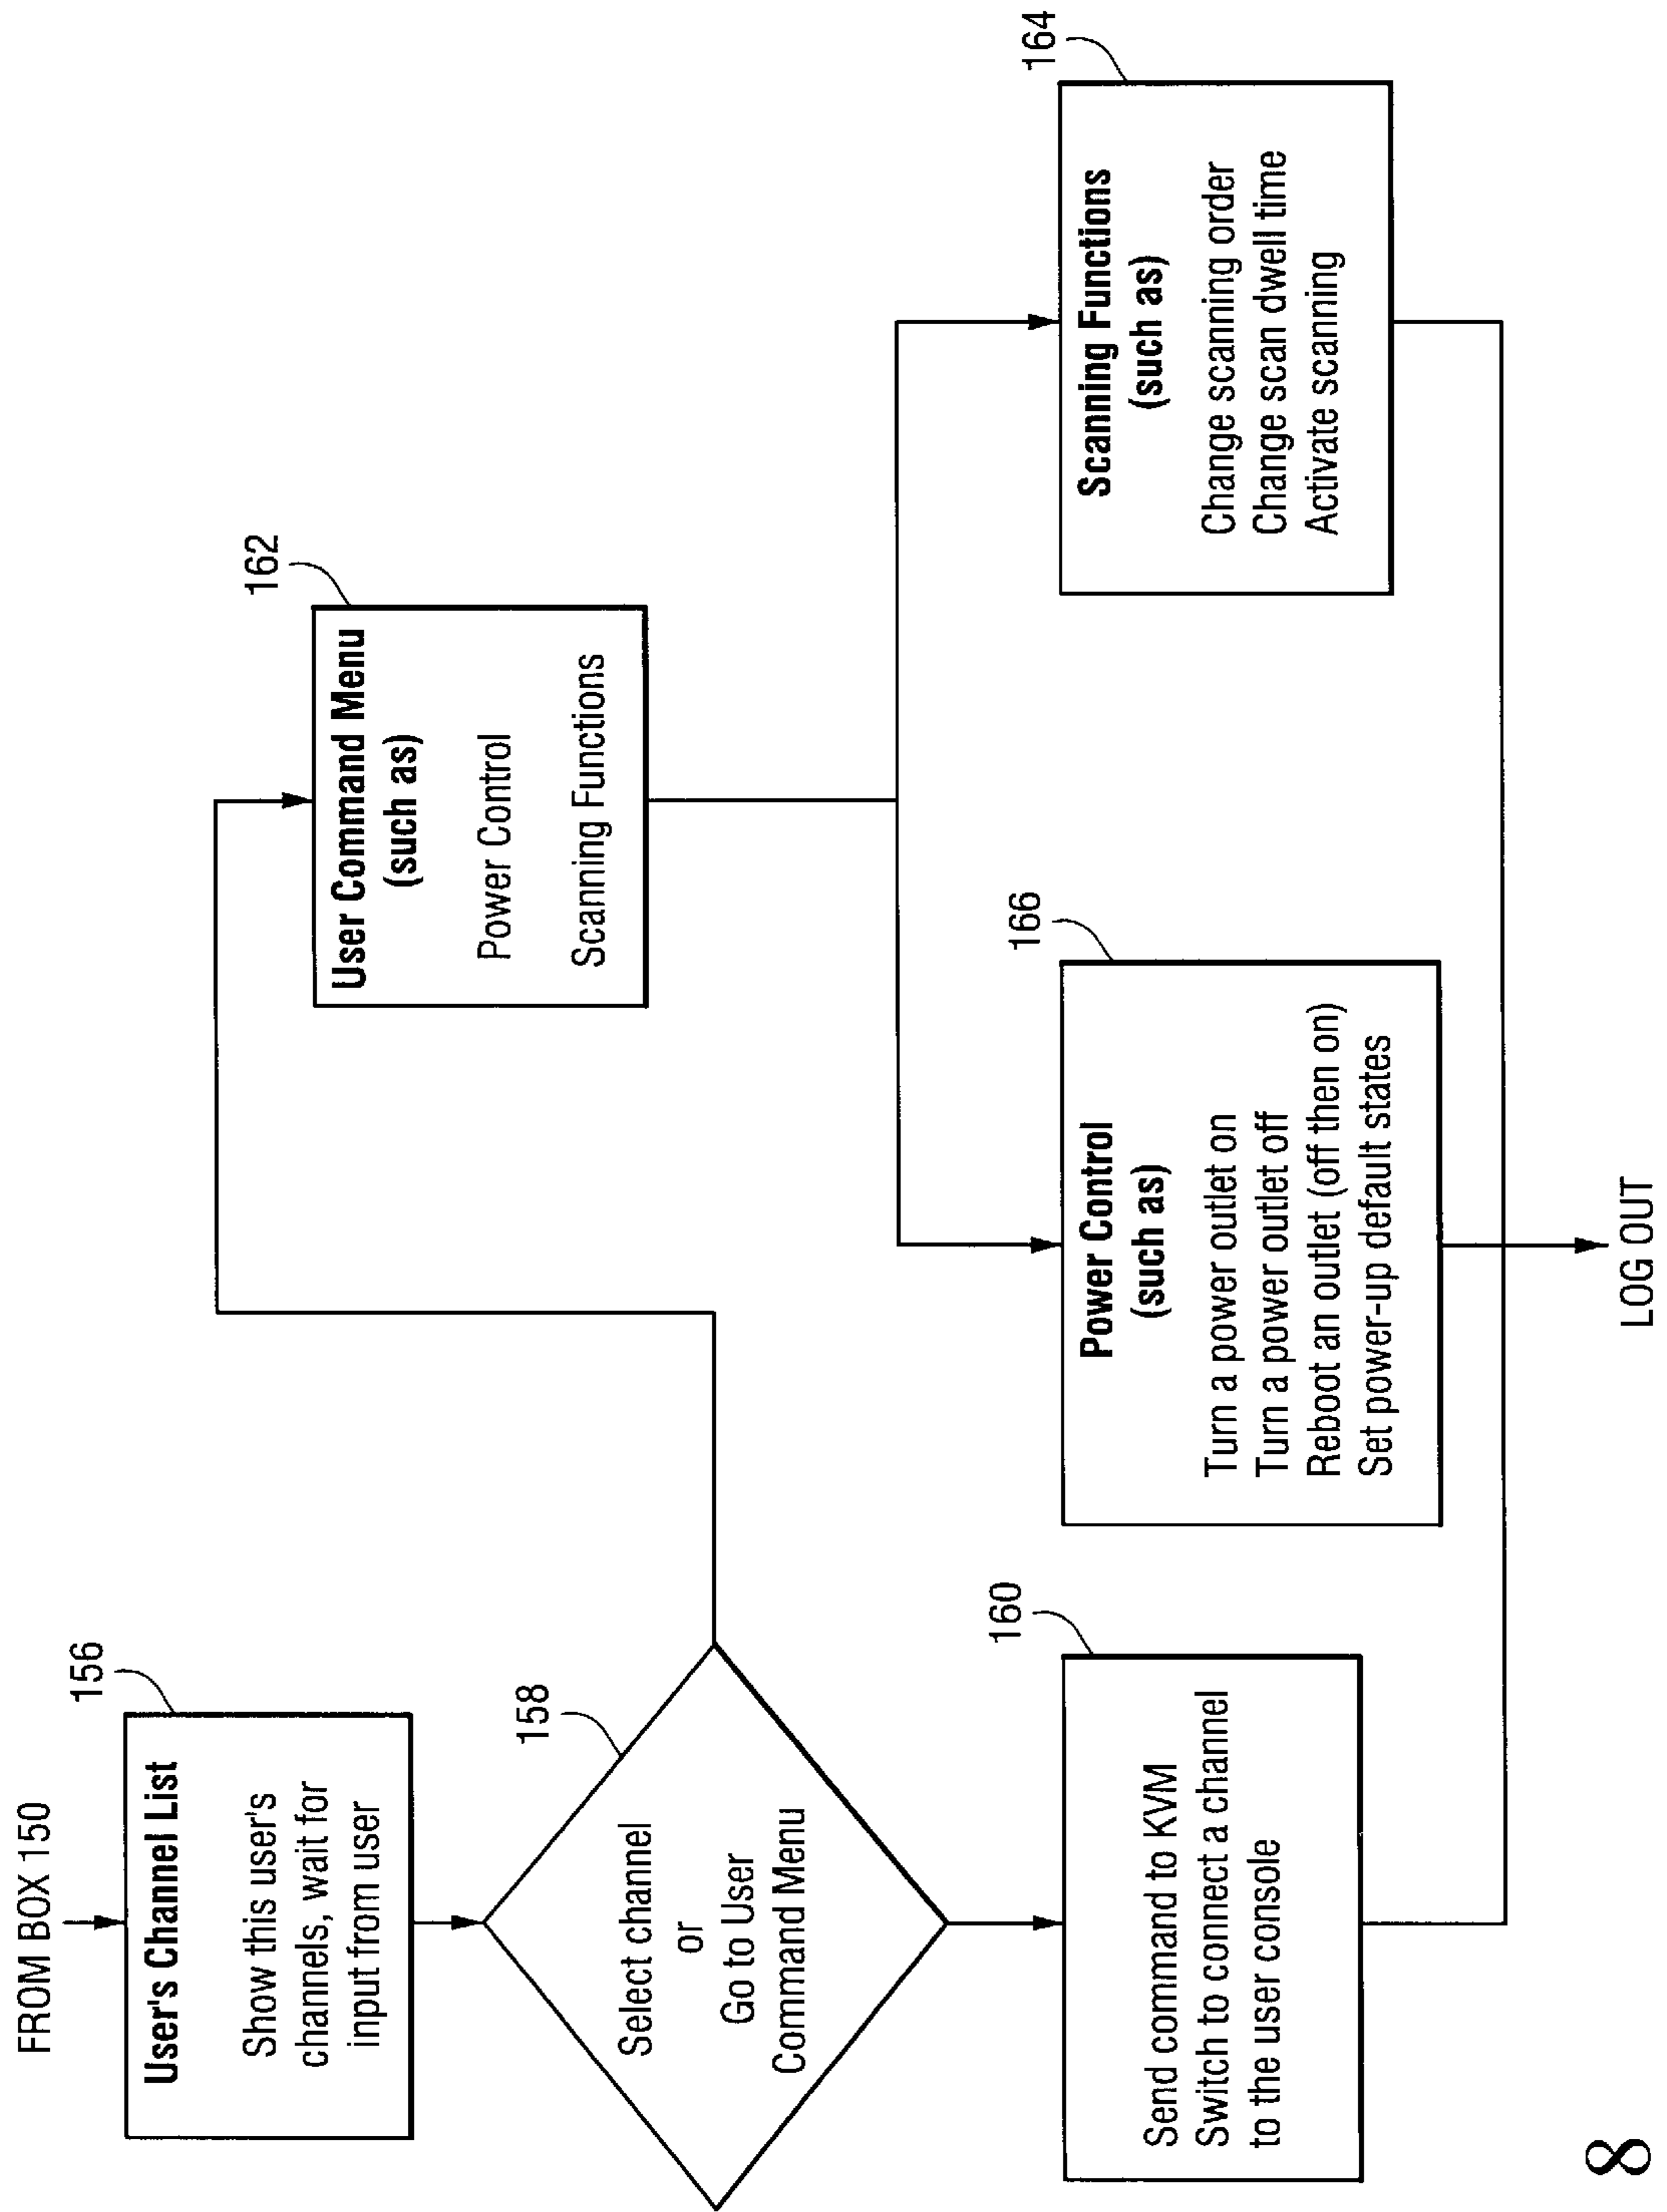 FROM BOX 150
156
User's Channel List
Show this user's
channels, wait for
input from user
158
Select channel
or
Go to User
Command Menu
160
Send command to KVM
Switch to connect a channel
to the user console
162
User Command Menu
(such as)
Power Control
Scanning Functions
166
Power Control
(such as)
Turn a power outlet on
Turn a power outlet off
Reboot an outlet (off then on)
Set power-up default states
164
Scanning Functions
(such as)
Change scanning order
Change scan dwell time
Activate scanning
LOG OUT
8